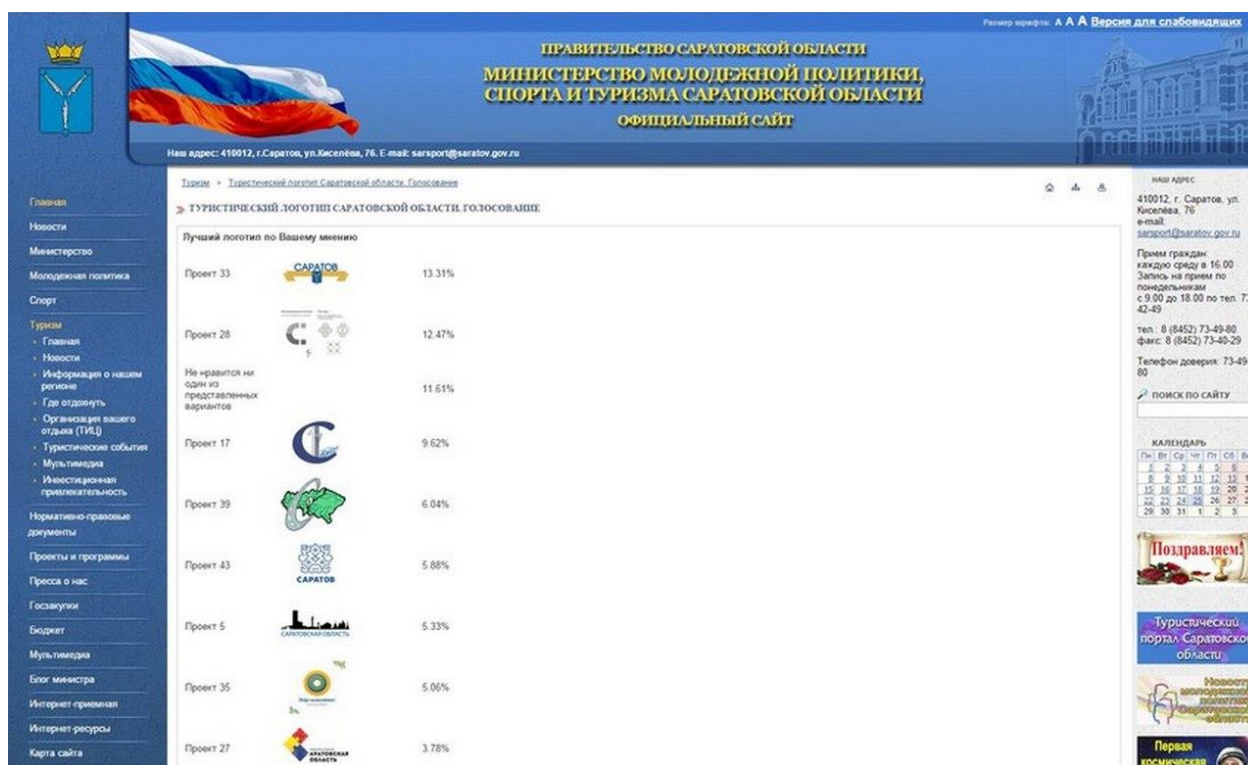 Размер шрифта: А А А Версия для слабовидящих
ПРАВИТЕЛЬСТВО САРАТОВСКОЙ ОБЛАСТИ
МИНИСТЕРСТВО МОЛОДЕЖНОЙ ПОЛИТИКИ,
СПОРТА И ТУРИЗМА САРАТОВСКОЙ ОБЛАСТИ
ОФИЦИАЛЬНЫЙ САЙТ
Наш адрес: 410012, г.Саратов, ул.Киселёва, 76. E-mail: sarsport@saratov.gov.ru
Главная
Новости
Министерство
Молодежная политика
Спорт
Туризм
Главная
Новости
Информация о нашем
регионе
Где отдохнуть
Организация вашего
отдыха (ТИЦ)
Туристические события
Мультимедиа
Инвестиционная
привлекательность
Нормативно-правовые
документы
Проекты и программы
Пресса о нас
Госзакупки
Бюджет
Мультимедиа
Блог министра
Интернет-приемная
Интернет-ресурсы
Карта сайта
Туризм » Туристический логотип Саратовской области. Голосование
ТУРИСТИЧЕСКИЙ ЛОГОТИП САРАТОВСКОЙ ОБЛАСТИ. ГОЛОСОВАНИЕ
Лучший логотип по Вашему мнению
Проект 33 САРАТОВ 13.31%
Проект 28 12.47%
Не нравится ни
один из
представленных
вариантов
11.61%
Проект 17 9.62%
Проект 39 6.04%
Проект 43 САРАТОВ 5.88%
Проект 5 САРАТОВСКАЯ ОБЛАСТЬ 5.33%
Проект 35 5.06%
Проект 27 АРАТОВСКАЯ ОБЛАСТЬ 3.78%
НАШ АДРЕС
410012, г. Саратов, ул.
Киселёва, 76
e-mail:
sarsport@saratov.gov.ru
Прием граждан:
каждую среду в 16.00
Запись на прием по
понедельникам
с 9.00 до 18.00 по тел. 73
42-49
тел.: 8 (8452) 73-49-80
факс: 8 (8452) 73-40-29
Телефон доверия: 73-49
80
ПОИСК ПО САЙТУ
КАЛЕНДАРЬ
Пн Вт Ср Чт Пт Сб Вс
1 2 3 4 5 6
8 9 10 11 12 13
15 16 17 18 19 20
22 23 24 25 26 27
29 30 31 1 2 3
Поздравляем!
Туристический
портал Саратовско
области
Новост
молодежной
политики
Саратовско
области
Первая
космическая